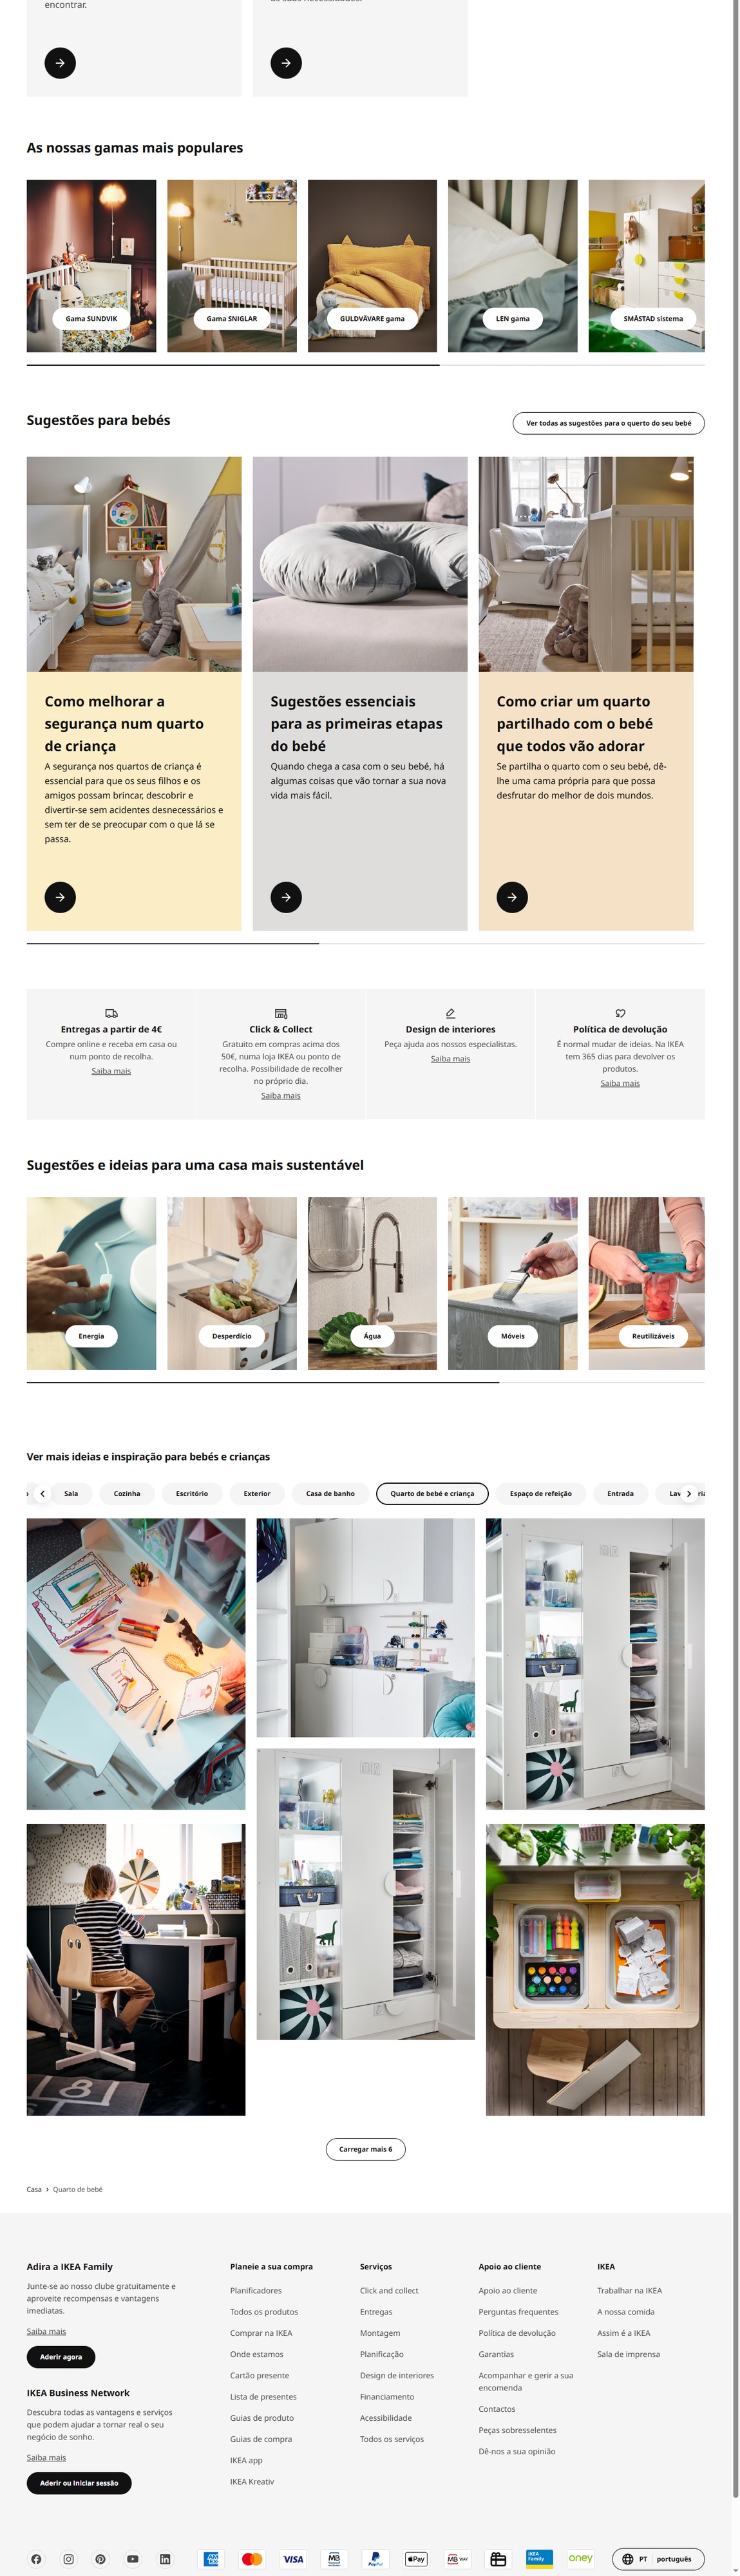 encontrar.
As nossas gamas mais populares
Gama SUNDVIK
Gama SNIGLAR
GULDVÄVARE gama
LEN gama
SMÅSTAD sistema
Sugestões para bebés
Ver todas as sugestões para o querto do seu bebé
Como melhorar a
segurança num quarto
de criança
A segurança nos quartos de criança é
essencial para que os seus filhos e os
amigos possam brincar, descobrir e
divertir-se sem acidentes desnecessários e
sem ter de se preocupar com o que lá se
passa.
Sugestões essenciais
para as primeiras etapas
do bebé
Quando chega a casa com o seu bebé, há
algumas coisas que vão tornar a sua nova
vida mais fácil.
Como criar um quarto
partilhado com o bebé
que todos vão adorar
Se partilha o quarto com o seu bebé, dê-
lhe uma cama própria para que possa
desfrutar do melhor de dois mundos.
Entregas a partir de 4€
Compre online e receba em casa ou
num ponto de recolha.
Saiba mais
Click & Collect
Gratuito em compras acima dos
50€, numa loja IKEA ou ponto de
recolha. Possibilidade de recolher
no próprio dia.
Saiba mais
Design de interiores
Peça ajuda aos nossos especialistas.
Saiba mais
Política de devolução
É normal mudar de ideias. Na IKEA
tem 365 dias para devolver os
produtos.
Saiba mais
Sugestões e ideias para uma casa mais sustentável
Energia
Desperdício
Água
Móveis
Reutilizáveis
Ver mais ideias e inspiração para bebés e crianças
Sala
Cozinha
Escritório
Exterior
Casa de banho
Quarto de bebé e criança
Espaço de refeição
Entrada
Carregar mais 6
Casa › Quarto de bebé
Adira a IKEA Family
Junte-se ao nosso clube gratuitamente e
aproveite recompensas e vantagens
imediatas.
Saiba mais
Aderir agora
IKEA Business Network
Descubra todas as vantagens e serviços
que podem ajudar a tornar real o seu
negócio de sonho.
Saiba mais
Aderir ou Iniciar sessão
Planeie a sua compra
Planificadores
Todos os produtos
Comprar na IKEA
Onde estamos
Cartão presente
Lista de presentes
Guias de produto
Guias de compra
IKEA app
IKEA Kreativ
Serviços
Click and collect
Entregas
Montagem
Planificação
Design de interiores
Financiamento
Acessibilidade
Todos os serviços
Apoio ao cliente
Apoio ao cliente
Perguntas frequentes
Política de devolução
Garantias
Acompanhar e gerir a sua
encomenda
Contactos
Peças sobresselentes
Dê-nos a sua opinião
IKEA
Trabalhar na IKEA
A nossa comida
Assim é a IKEA
Sala de imprensa
VISA
MB
PayPal
Pay
MB WAY
IKEA Family
oney
PT
português